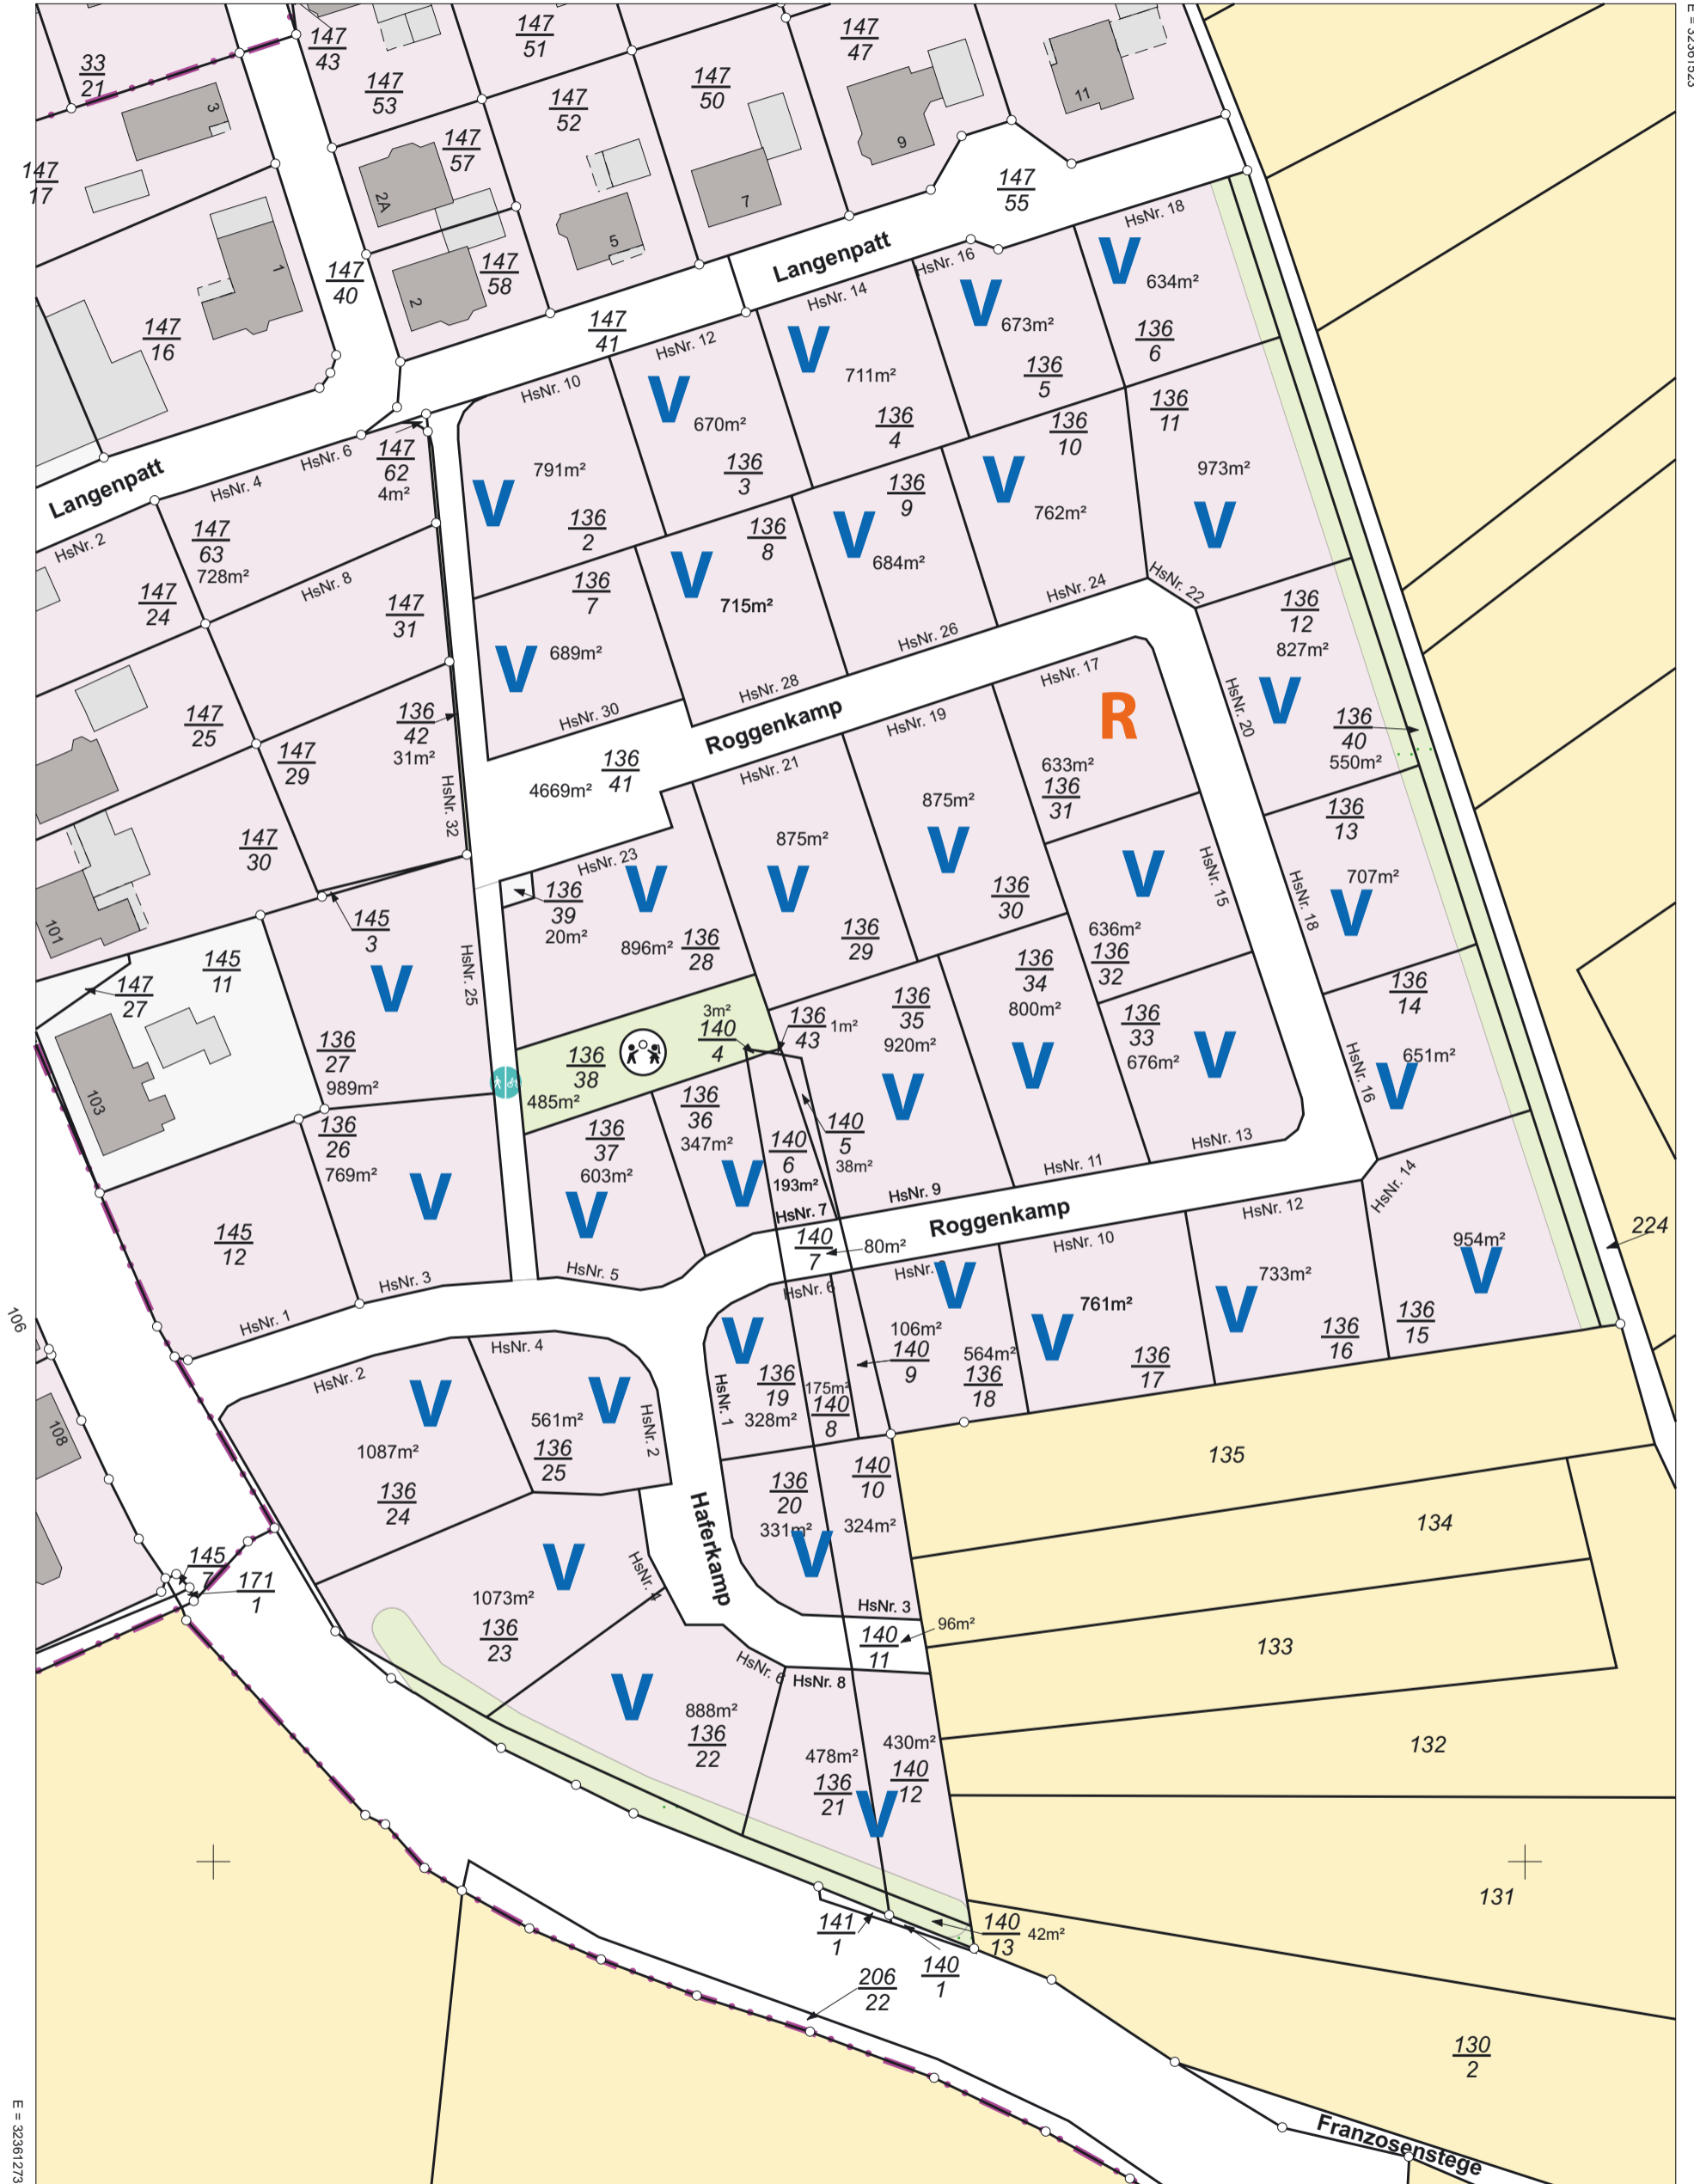 E = 32361523
33
21
147
43
147
53
147
51
147
47
147
50
147
52
147
57
147
58
147
17
147
16
147
40
147
55
147
41
3
1
2A
2
5
7
9
11
Langenpatt
HsNr. 18
V
634m²
136
6
HsNr. 16
V
673m²
136
5
HsNr. 14
V
711m²
136
4
HsNr. 12
V
670m²
136
3
HsNr. 10
791m²
V
136
2
Langenpatt
HsNr. 6
HsNr. 4
HsNr. 2
147
62
4m²
147
63
728m²
HsNr. 8
147
24
147
31
147
25
147
29
147
30
136
42
31m²
HsNr. 32
136
7
689m²
V
HsNr. 30
136
8
V
715m²
HsNr. 28
136
9
V
684m²
HsNr. 26
136
10
V
762m²
HsNr. 24
136
11
973m²
V
HsNr. 22
136
12
827m²
V
HsNr. 20
136
40
550m²
136
13
707m²
V
HsNr. 18
136
14
651m²
V
HsNr. 16
Roggenkamp
4669m²
136
41
HsNr. 17
R
633m²
136
31
HsNr. 19
875m²
V
136
30
HsNr. 21
875m²
V
136
29
HsNr. 23
V
896m²
136
28
136
39
20m²
HsNr. 15
V
636m²
136
32
136
33
676m²
V
HsNr. 13
136
34
800m²
V
HsNr. 11
136
35
920m²
V
HsNr. 9
101
145
3
147
27
145
11
103
HsNr. 25
V
136
27
989m²
136
26
769m²
V
HsNr. 3
145
12
HsNr. 1
136
38
485m²
3m²
140
4
136
43
1m²
136
37
603m²
V
HsNr. 5
136
36
347m²
V
140
6
193m²
HsNr. 7
140
5
38m²
140
7
80m²
Roggenkamp
HsNr. 14
954m²
V
136
15
224
HsNr. 12
733m²
V
136
16
HsNr. 10
761m²
V
136
17
HsNr.
V
106m²
140
9
564m²
136
18
HsNr. 6
V
136
19
328m²
HsNr. 1
175m²
140
8
106
108
HsNr. 2
V
1087m²
136
24
HsNr. 4
V
561m²
136
25
HsNr. 2
Haferkamp
136
20
331m²
V
140
10
324m²
HsNr. 3
140
11
96m²
135
134
133
132
131
130
2
145
7
171
1
V
1073m²
136
23
HsNr. 4
HsNr. 6
V
888m²
136
22
HsNr. 8
478m²
136
21
V
430m²
140
12
141
1
140
1
140
13
42m²
206
22
Franzosenstege
E = 32361273